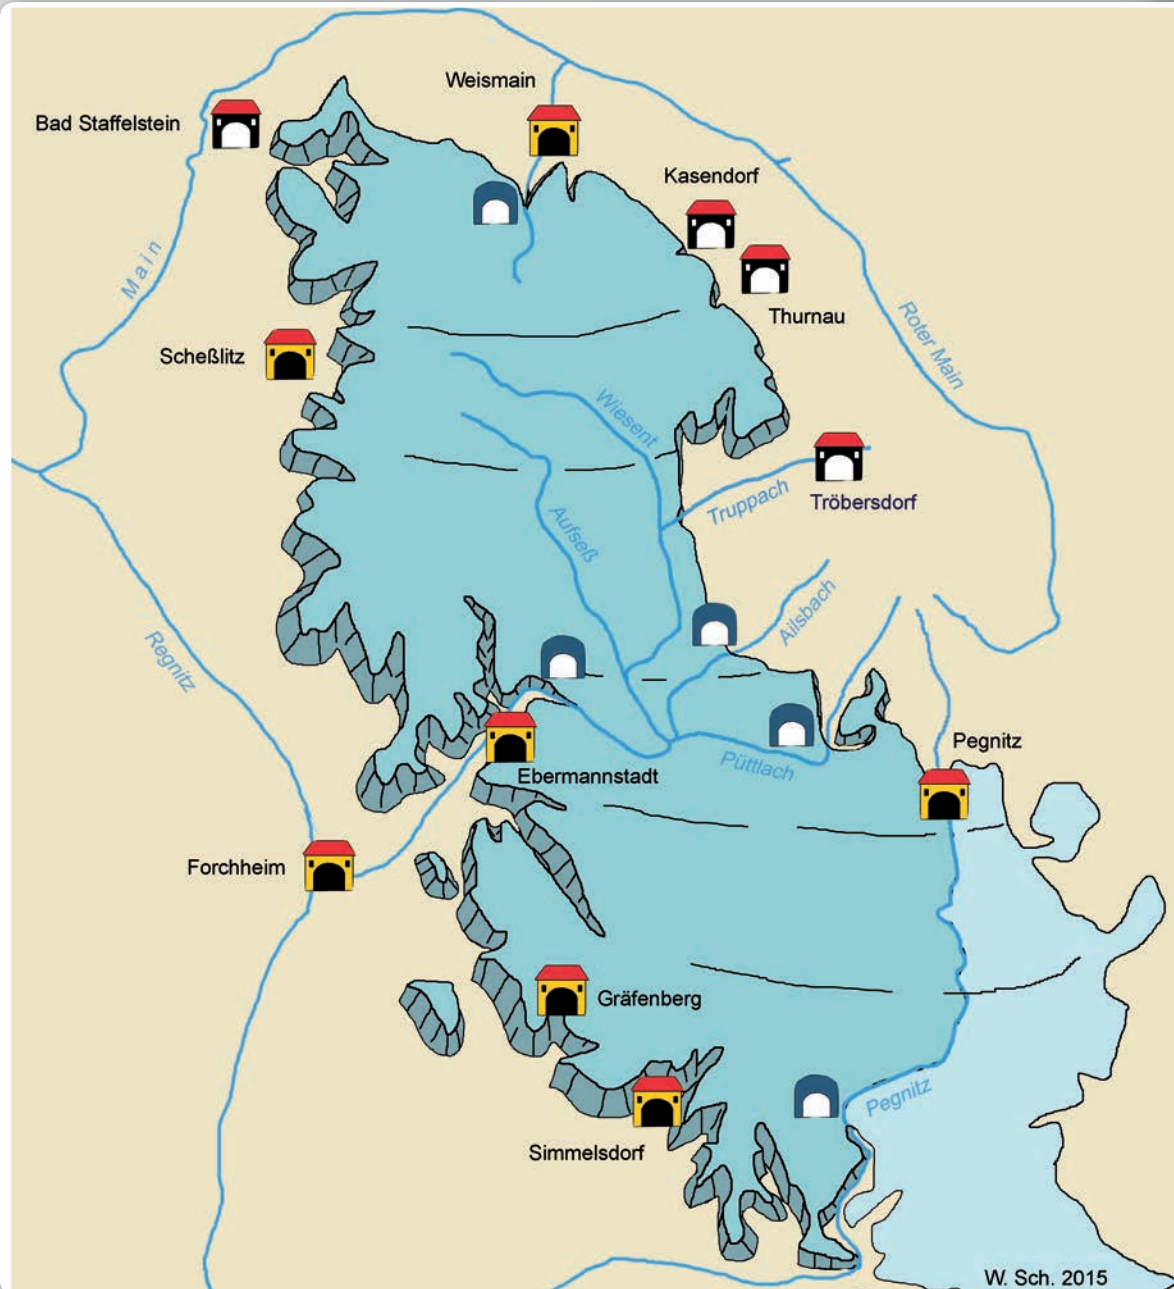 Weismain
Bad Staffelstein
Kasendorf
Main
Thurnau
Roter Main
Scheßlitz
Wiesent
Truppach
Tröbersdorf
Aufseß
Ailsbach
Regnitz
Pegnitz
Püttlach
Ebermannstadt
Forchheim
Gräfenberg
Pegnitz
Simmelsdorf
W. Sch. 2015